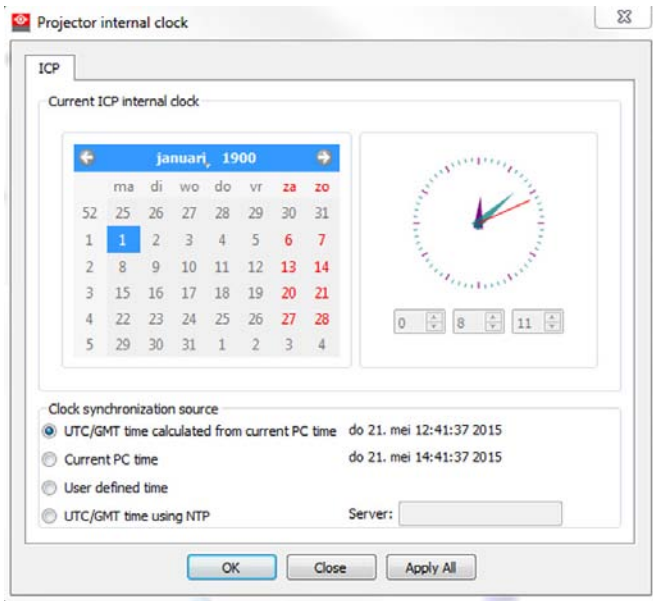 Projector internal clock
ICP
Current ICP internal clock
januari, 1900
ma di wo do vr za zo
52 25 26 27 28 29 30 31
1 1 2 3 4 5 6 7
2 8 9 10 11 12 13 14
3 15 16 17 18 19 20 21
4 22 23 24 25 26 27 28
5 29 30 31 1 2 3 4
0 8 11
Clock synchronization source
UTC/GMT time calculated from current PC time do 21. mei 12:41:37 2015
Current PC time do 21. mei 14:41:37 2015
User defined time
UTC/GMT time using NTP Server:
OK Close Apply All